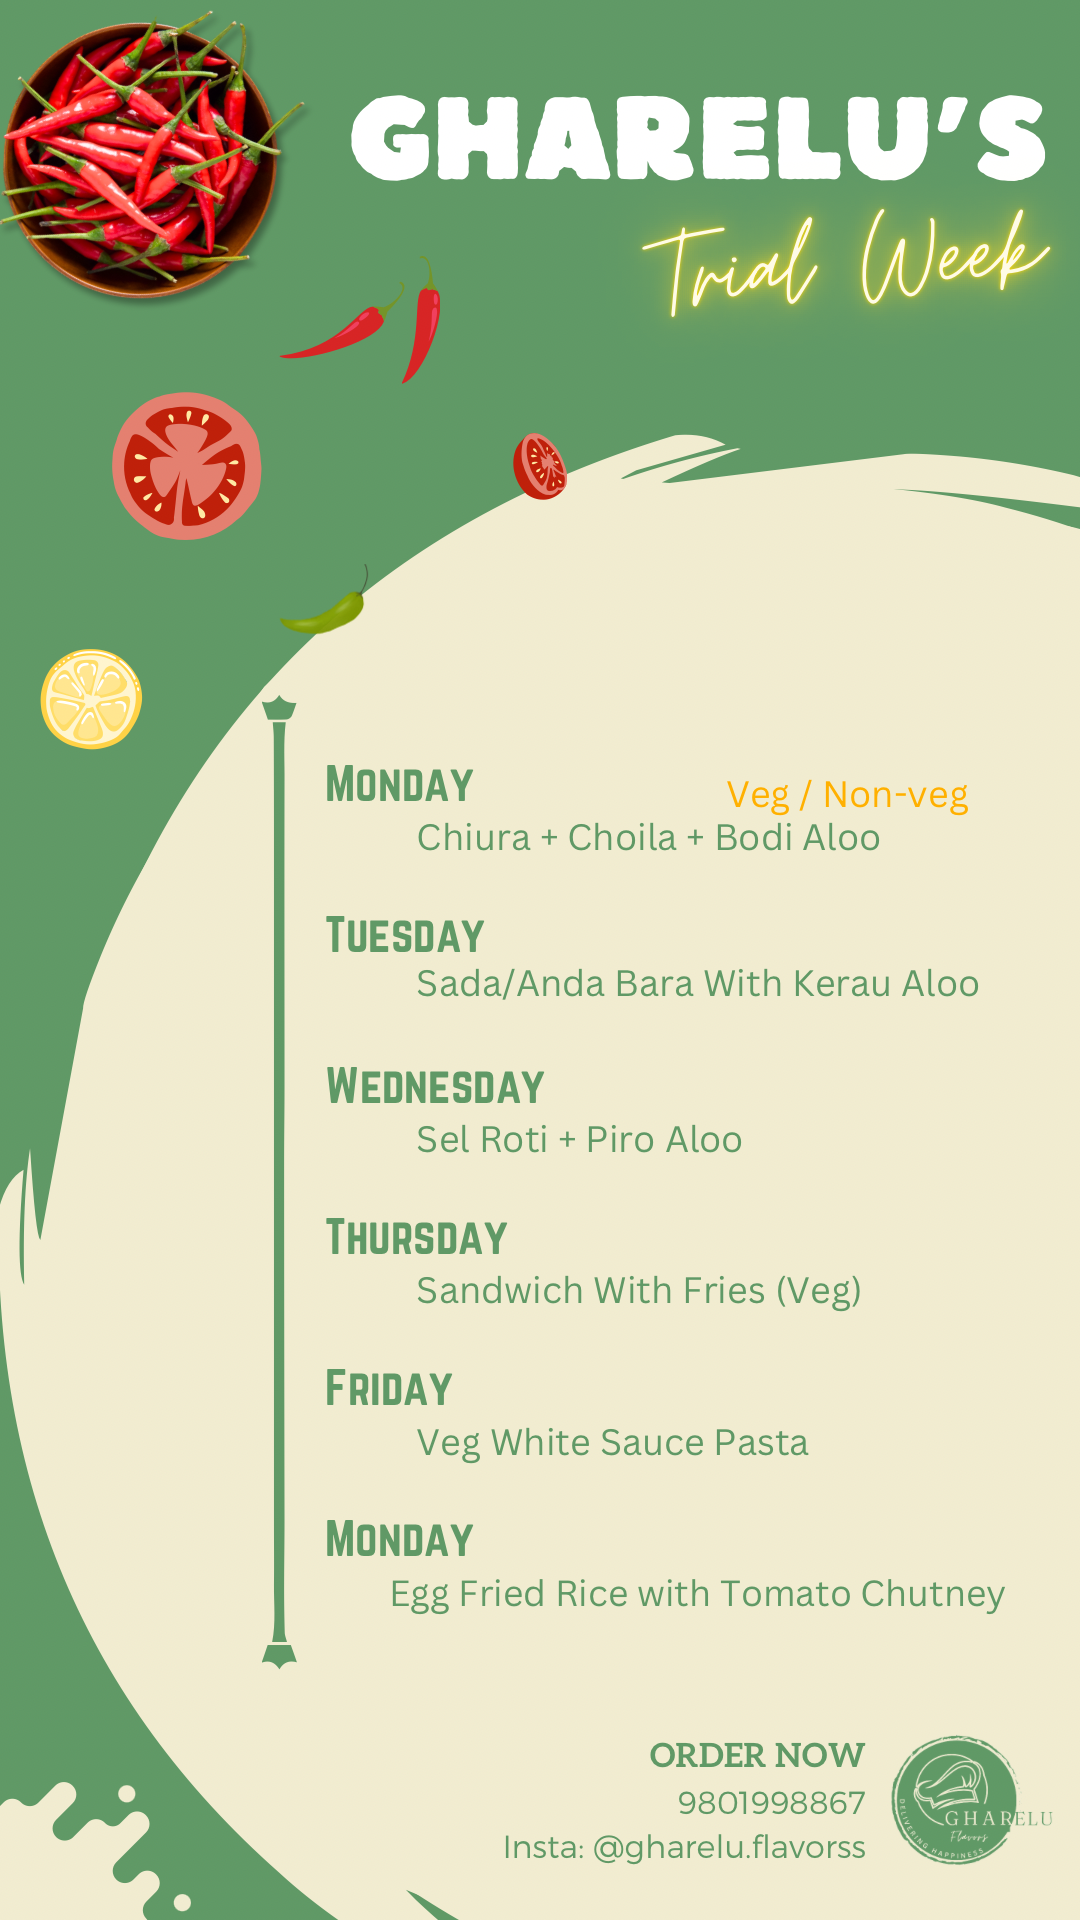 GHARELU'S
Trial Week
MONDAY
Veg / Non-veg
Chiura + Choila + Bodi Aloo
TUESDAY
Sada/Anda Bara With Kerau Aloo
WEDNESDAY
Sel Roti + Piro Aloo
THURSDAY
Sandwich With Fries (Veg)
FRIDAY
Veg White Sauce Pasta
MONDAY
Egg Fried Rice with Tomato Chutney
ORDER NOW
9801998867
Insta: @gharelu.flavorss
GHARELU
Flavors
DELIVERING HAPPINESS